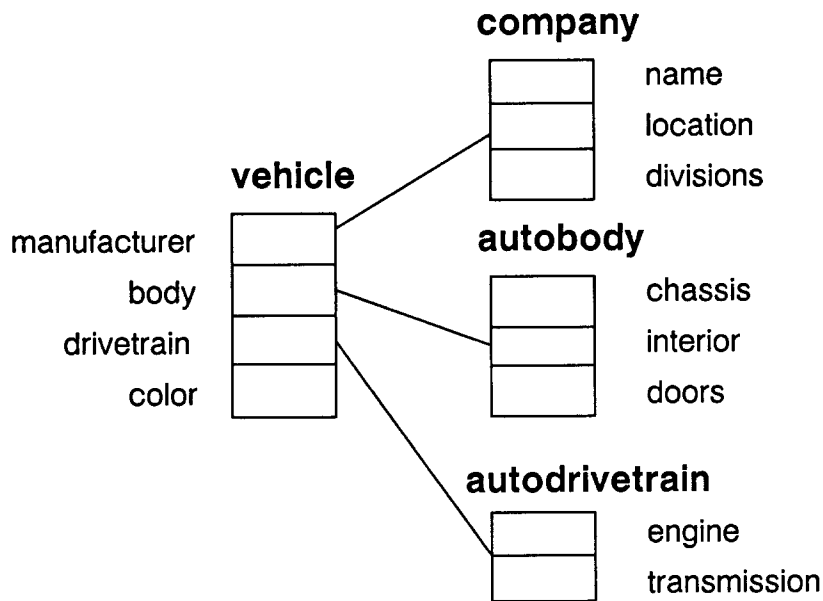 company
name
location
divisions
vehicle
manufacturer
body
drivetrain
color
autobody
chassis
interior
doors
autodrivetrain
engine
transmission